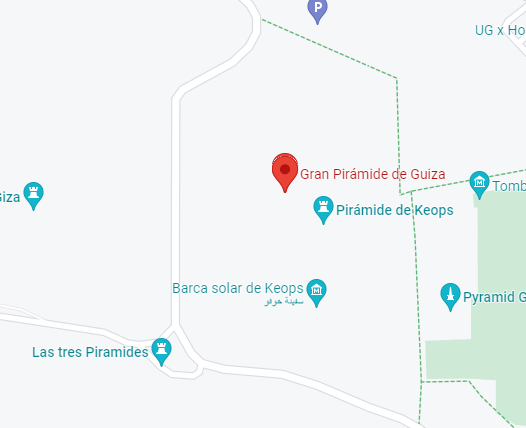 P
UG x Ho
Gran Pirámide de Guiza
Tomb
Giza
Pirámide de Keops
Barca solar de Keops
سفينة خوفو
Pyramid G
Las tres Piramides